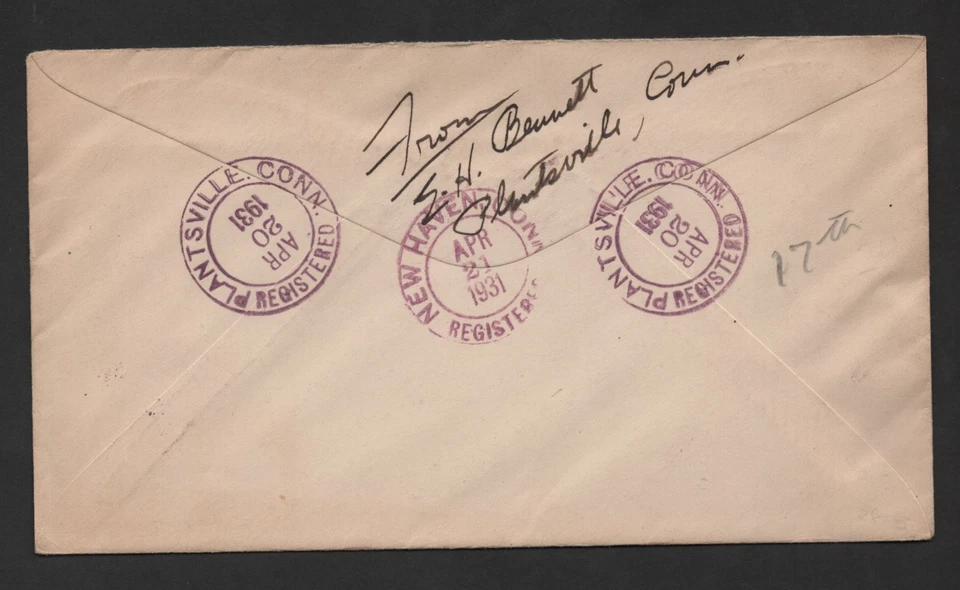 From
E. H. Bennett
Plantsville, Conn.
PLANTSVILLE. CONN.
APR
20
1931
REGISTERED
NEW HAVEN, CONN.
APR
21
1931
REGISTERED
PLANTSVILLE. CONN.
APR
20
1931
REGISTERED
17th